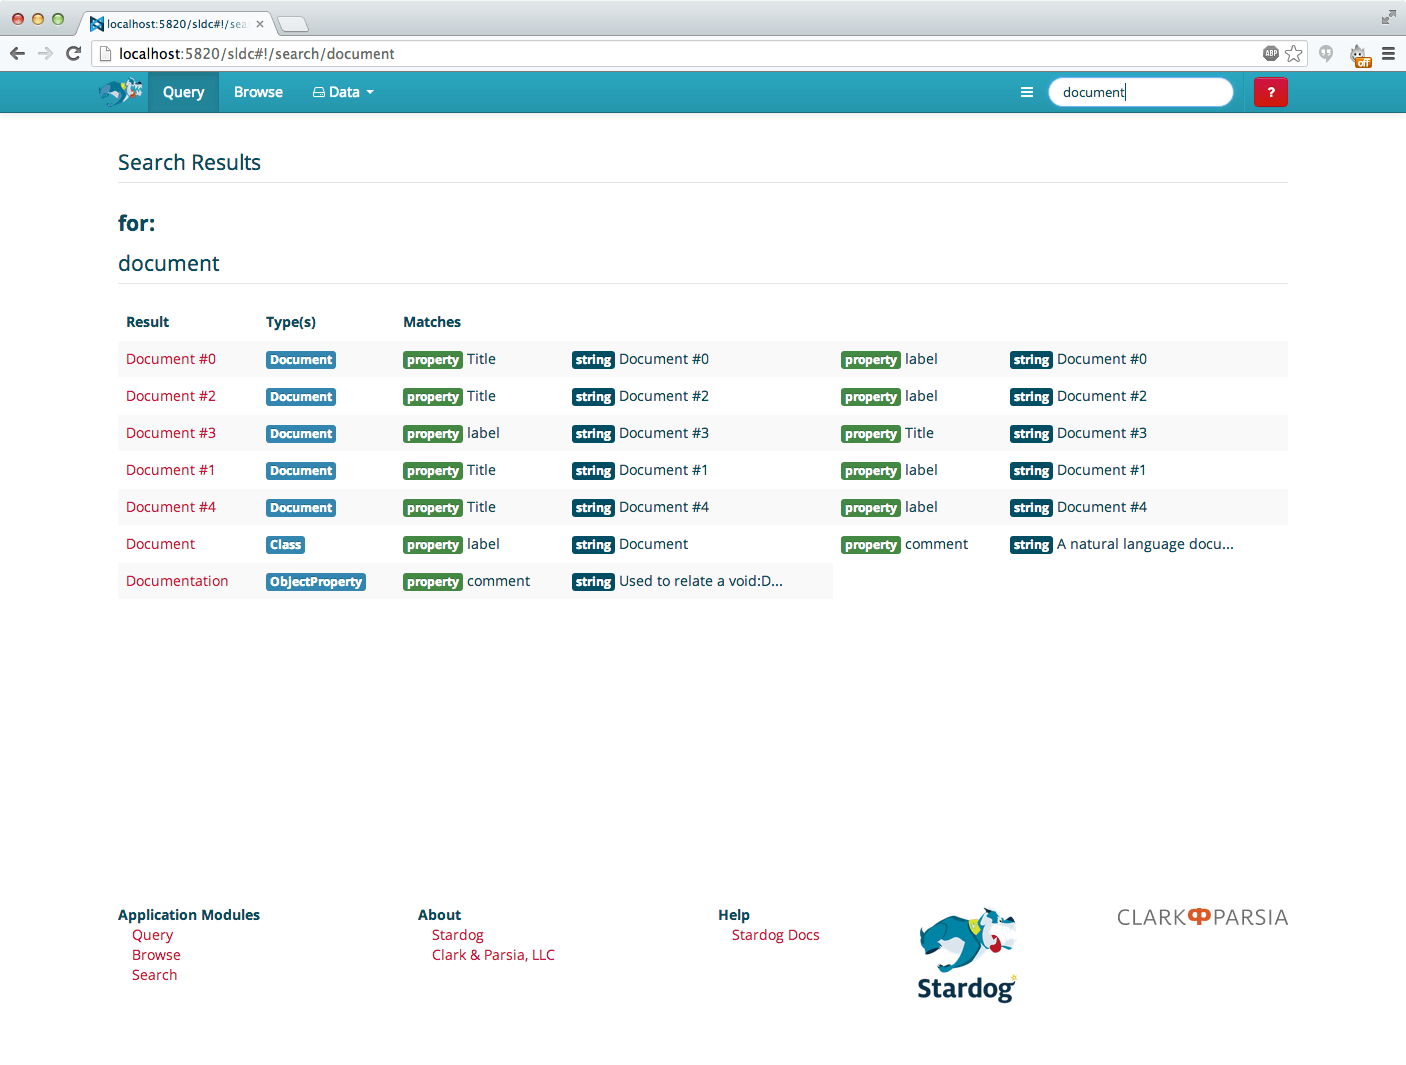 localhost:5820/sldc#!/sea
localhost:5820/sldc#!/search/document
ABP
off
Query Browse Data document ?
Search Results
for:
document
Result Type(s) Matches
Document #0 Document property Title string Document #0 property label string Document #0
Document #2 Document property Title string Document #2 property label string Document #2
Document #3 Document property label string Document #3 property Title string Document #3
Document #1 Document property Title string Document #1 property label string Document #1
Document #4 Document property Title string Document #4 property label string Document #4
Document Class property label string Document property comment string A natural language docu...
Documentation ObjectProperty property comment string Used to relate a void:D...
Application Modules
Query
Browse
Search
About
Stardog
Clark & Parsia, LLC
Help
Stardog Docs
Stardog
CLARK PARSIA